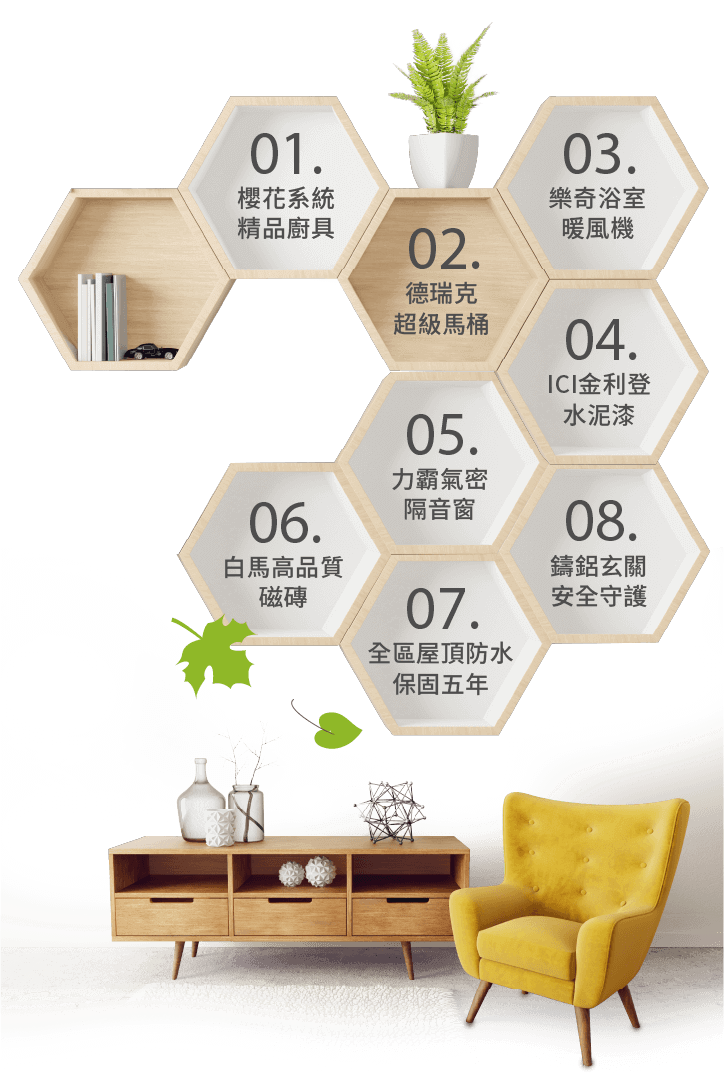 01.
櫻花系統
精品廚具
02.
德瑞克
超級馬桶
03.
樂奇浴室
暖風機
04.
ICI金利登
水泥漆
05.
力霸氣密
隔音窗
06.
白馬高品質
磁磚
07.
全區屋頂防水
保固五年
08.
鑄鋁玄關
安全守護